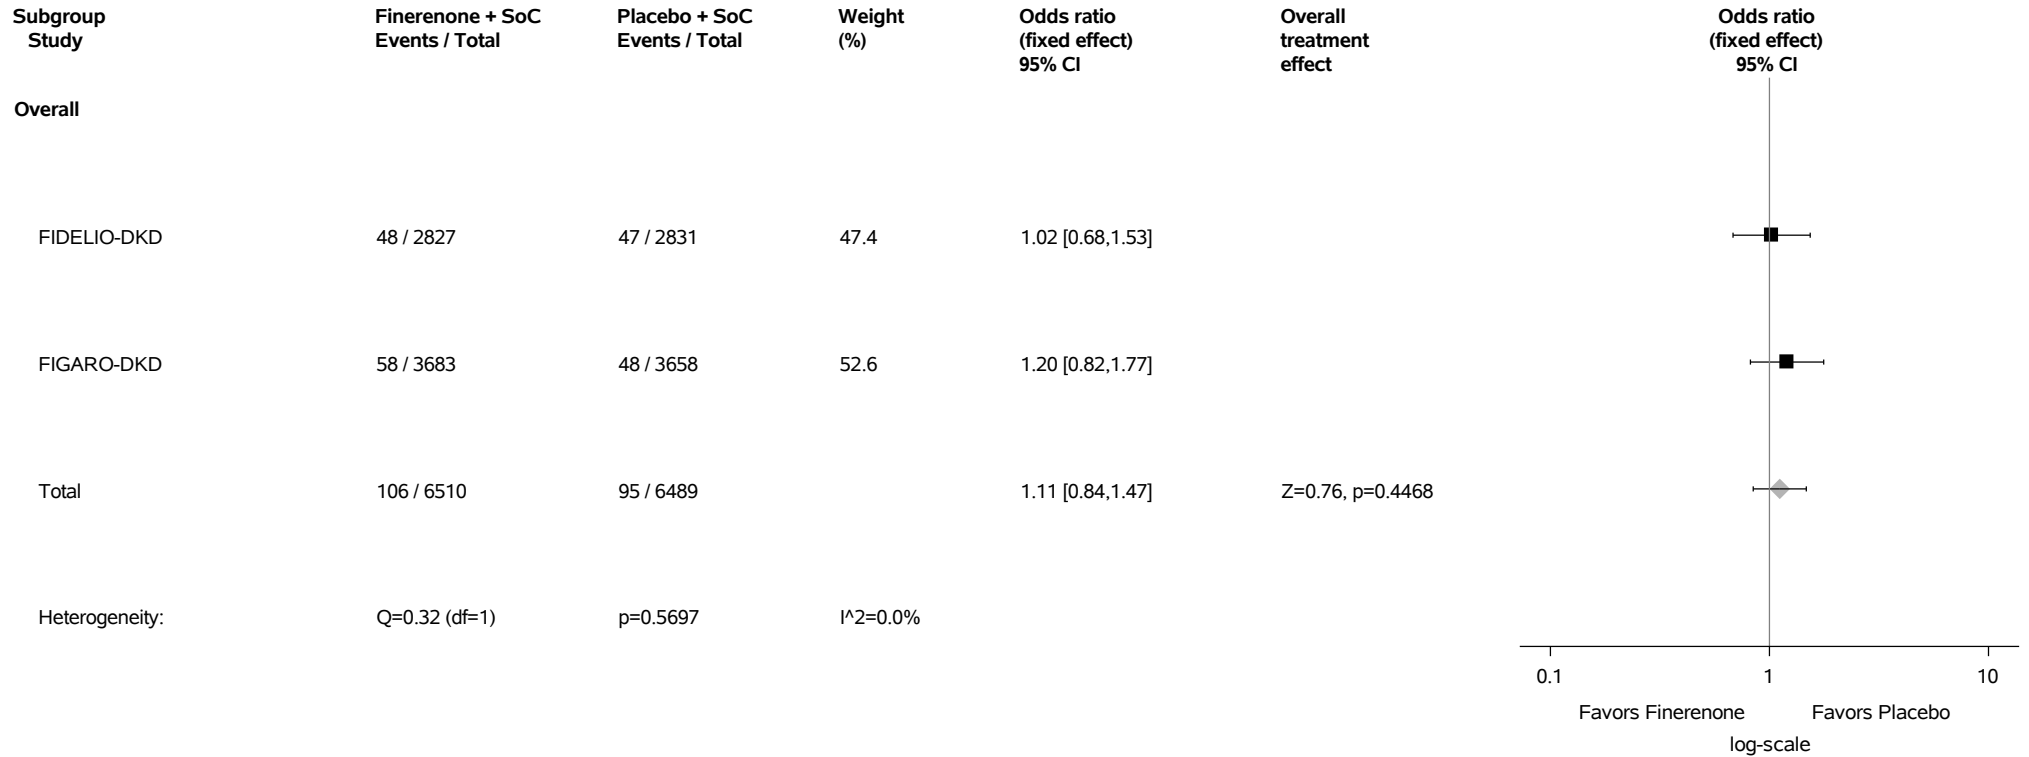 Subgroup Finerenone + SoC Placebo + SoC Weight Odds ratio Overall Odds ratio
Study Events / Total Events / Total (%) (fixed effect) treatment (fixed effect)
95% CI effect 95% CI
Overall
FIDELIO-DKD 48 / 2827 47 / 2831 47.4 1.02 [0.68,1.53]
FIGARO-DKD 58 / 3683 48 / 3658 52.6 1.20 [0.82,1.77]
Total 106 / 6510 95 / 6489 1.11 [0.84,1.47] Z=0.76, p=0.4468
Heterogeneity: Q=0.32 (df=1) p=0.5697 I^2=0.0%
0.1 1 10
Favors Finerenone Favors Placebo
log-scale